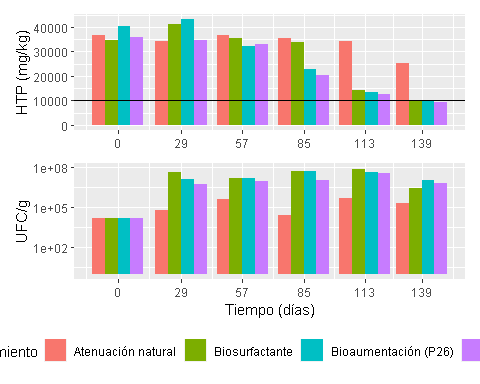 HTP (mg/kg)
40000
30000
20000
10000
0
0 29 57 85 113 139
UFC/g
1e+08
1e+05
1e+02
0 29 57 85 113 139
Tiempo (días)
miento Atenuación natural Biosurfactante Bioaumentación (P26)